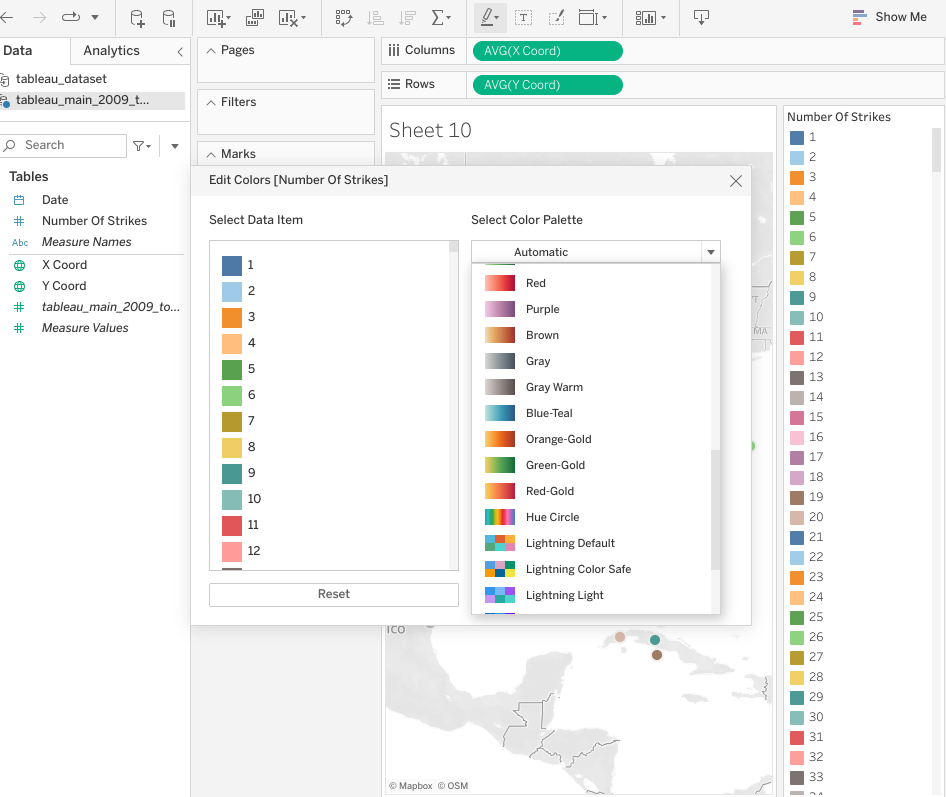 Show Me
Data
Analytics
Pages
Columns
AVG(X Coord)
tableau_dataset
tableau_main_2009_t...
Rows
AVG(Y Coord)
Filters
Search
Marks
Sheet 10
Number Of Strikes
Tables
Date
Number Of Strikes
Abc
Measure Names
X Coord
Y Coord
tableau_main_2009_to...
Measure Values
Edit Colors [Number Of Strikes]
Select Data Item
1
2
3
4
5
6
7
8
9
10
11
12
Reset
Select Color Palette
Automatic
Red
Purple
Brown
Gray
Gray Warm
Blue-Teal
Orange-Gold
Green-Gold
Red-Gold
Hue Circle
Lightning Default
Lightning Color Safe
Lightning Light
MA
ICO
© Mapbox © OSM
1
2
3
4
5
6
7
8
9
10
11
12
13
14
15
16
17
18
19
20
21
22
23
24
25
26
27
28
29
30
31
32
33